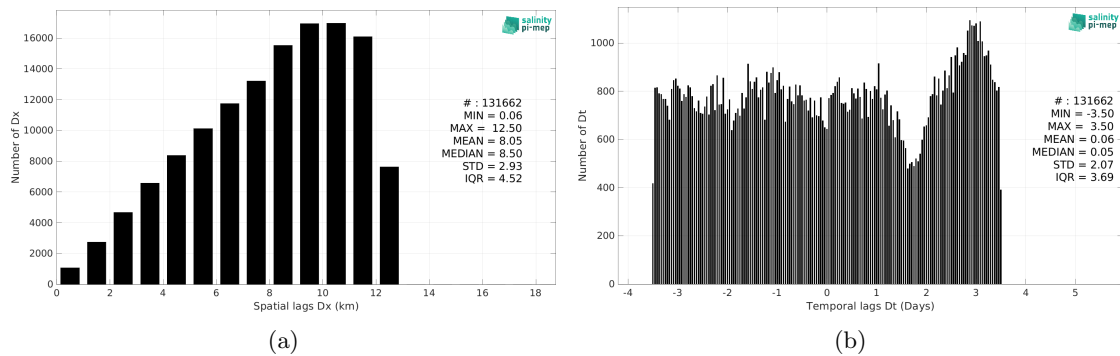 salinity
pi-mep
16000
14000
12000
10000
8000
6000
4000
2000
0
Number of Dx
# : 131662
MIN = 0.06
MAX = 12.50
MEAN = 8.05
MEDIAN = 8.50
STD = 2.93
IQR = 4.52
0 2 4 6 8 10 12 14 16 18
Spatial lags Dx (km)
(a)
salinity
pi-mep
1000
800
600
400
200
0
Number of Dt
# : 131662
MIN = -3.50
MAX = 3.50
MEAN = 0.06
MEDIAN = 0.05
STD = 2.07
IQR = 3.69
-4 -3 -2 -1 0 1 2 3 4 5
Temporal lags Dt (Days)
(b)